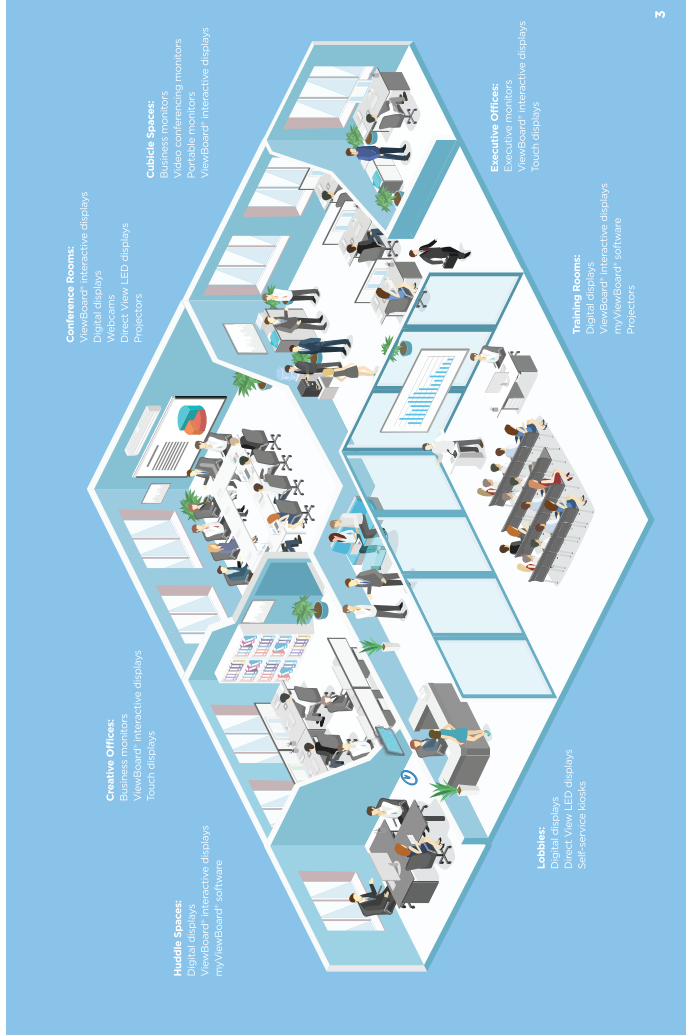 Huddle Spaces:
Digital displays
ViewBoard® interactive displays
myViewBoard® software
Creative Offices:
Business monitors
ViewBoard® interactive displays
Touch displays
Conference Rooms:
ViewBoard® interactive displays
Digital displays
Webcams
Direct View LED displays
Projectors
Cubicle Spaces:
Business monitors
Video conferencing monitors
Portable monitors
ViewBoard® interactive displays
Lobbies:
Digital displays
Direct View LED displays
Self-service kiosks
Training Rooms:
Digital displays
ViewBoard® interactive displays
myViewBoard® software
Projectors
Executive Offices:
Executive monitors
ViewBoard® interactive displays
Touch displays
3